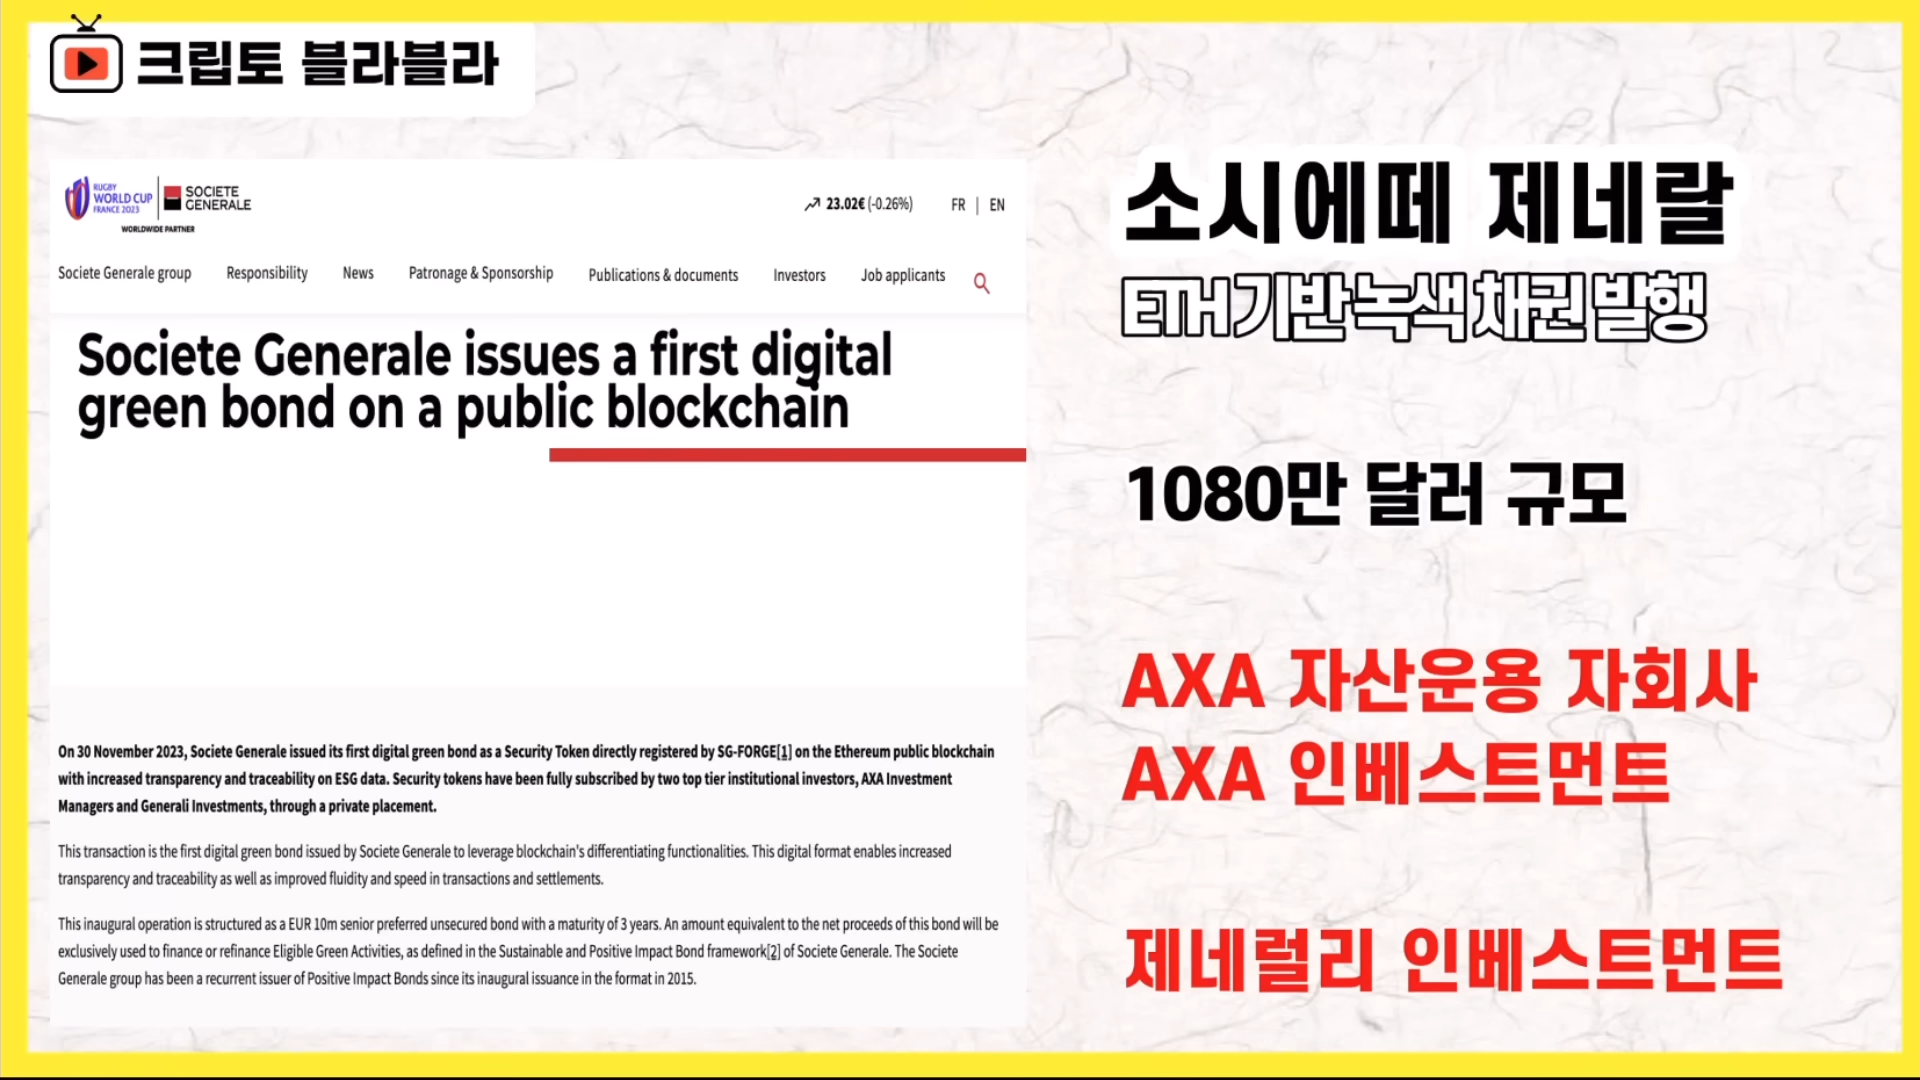 크립토 블라블라
RUGBY
WORLD CUP
FRANCE 2023
SOCIETE
GENERALE
WORLDWIDE PARTNER
23.02€ (-0.26%)
FR | EN
Societe Generale group Responsibility News Patronage & Sponsorship Publications & documents Investors Job applicants
Societe Generale issues a first digital
green bond on a public blockchain
On 30 November 2023, Societe Generale issued its first digital green bond as a Security Token directly registered by SG-FORGE[1] on the Ethereum public blockchain
with increased transparency and traceability on ESG data. Security tokens have been fully subscribed by two top tier institutional investors, AXA Investment
Managers and Generali Investments, through a private placement.
This transaction is the first digital green bond issued by Societe Generale to leverage blockchain's differentiating functionalities. This digital format enables increased
transparency and traceability as well as improved fluidity and speed in transactions and settlements.
This inaugural operation is structured as a EUR 10m senior preferred unsecured bond with a maturity of 3 years. An amount equivalent to the net proceeds of this bond will be
exclusively used to finance or refinance Eligible Green Activities, as defined in the Sustainable and Positive Impact Bond framework[2] of Societe Generale. The Societe
Generale group has been a recurrent issuer of Positive Impact Bonds since its inaugural issuance in the format in 2015.
소시에떼 제네랄
ETH 기반 녹색 채권 발행
1080만 달러 규모
AXA 자산운용 자회사
AXA 인베스트먼트
제네럴리 인베스트먼트